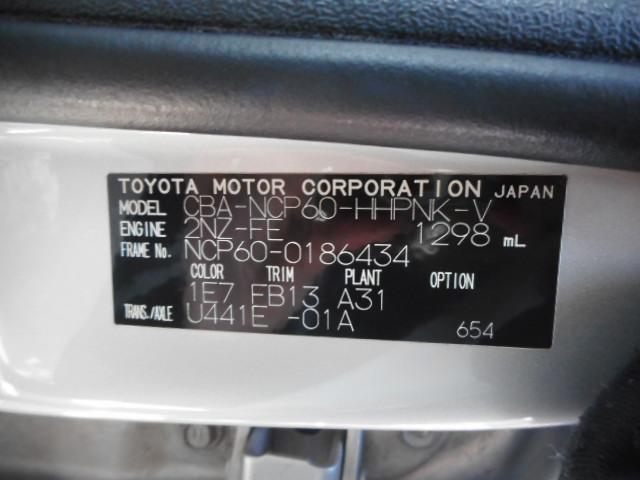 TOYOTA MOTOR CORPORATION JAPAN
MODEL CBA-NCP60-HHPNK-V
ENGINE 2NZ-FE 1298 mL
FRAME No. NCP60-0186434
COLOR TRIM PLANT OPTION
1E7 EB13 A31
TRANS./AXLE U441E -01A
654